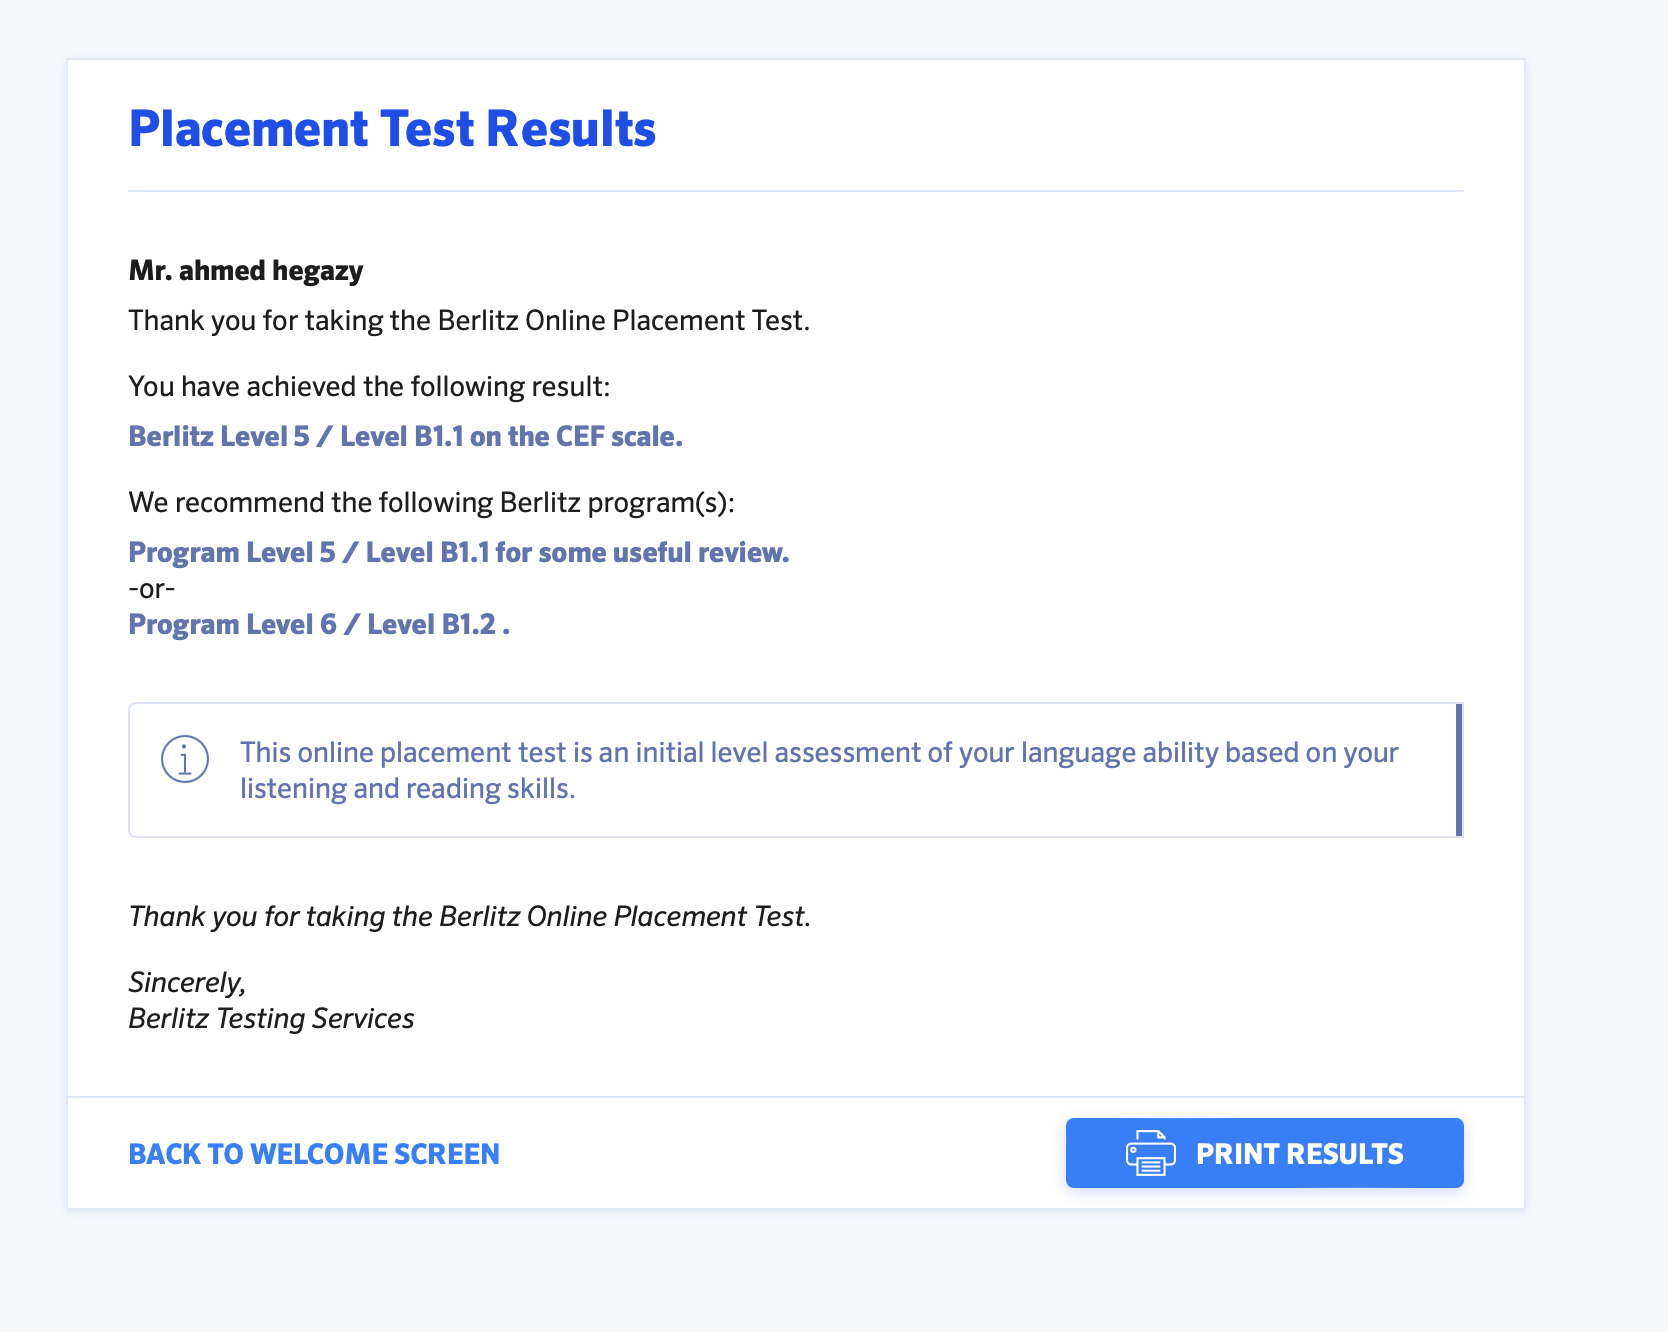 Placement Test Results
Mr. ahmed hegazy
Thank you for taking the Berlitz Online Placement Test.
You have achieved the following result:
Berlitz Level 5 / Level B1.1 on the CEF scale.
We recommend the following Berlitz program(s):
Program Level 5 / Level B1.1 for some useful review.
-or-
Program Level 6 / Level B1.2 .
This online placement test is an initial level assessment of your language ability based on your
listening and reading skills.
Thank you for taking the Berlitz Online Placement Test.
Sincerely,
Berlitz Testing Services
BACK TO WELCOME SCREEN
PRINT RESULTS